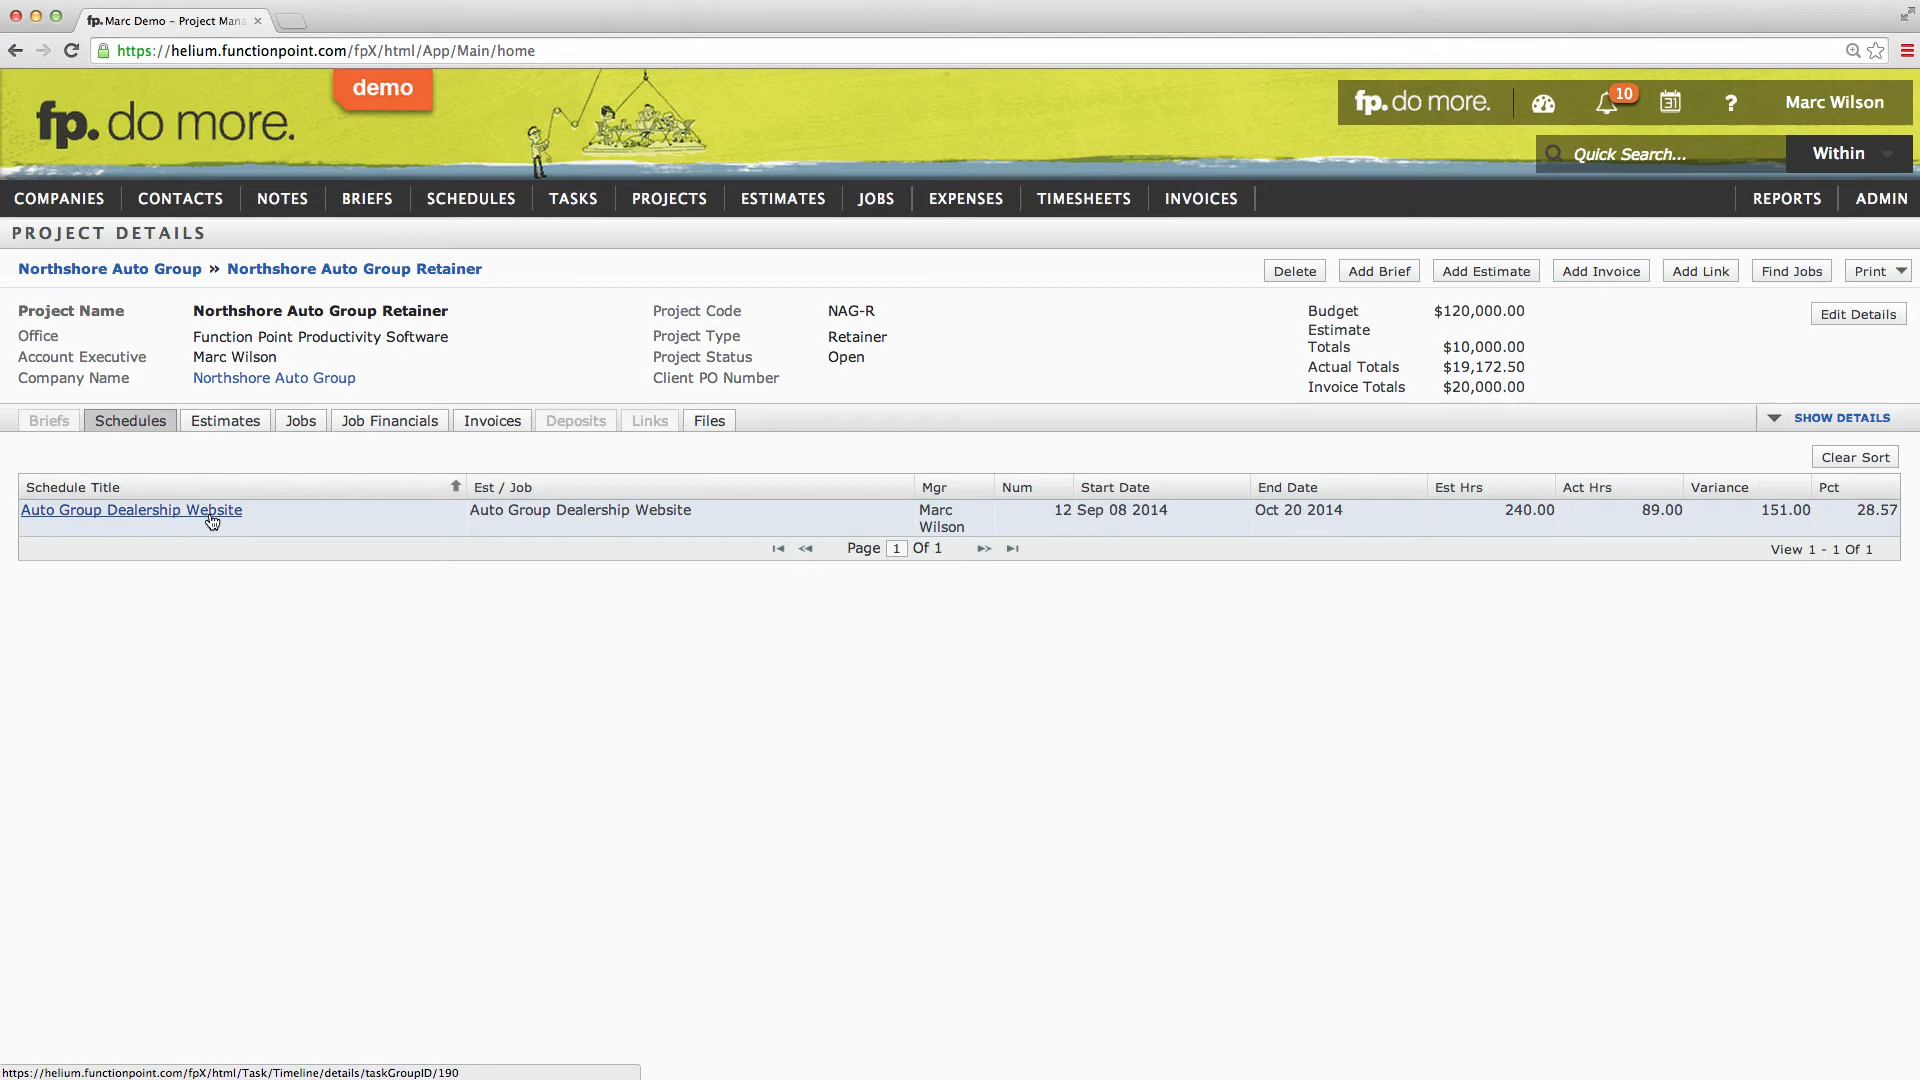 fp. Marc Demo – Project Mana
https://helium.functionpoint.com/fpX/html/App/Main/home
demo
fp. do more.
fp. do more.
10
31
?
Marc Wilson
Quick Search...
Within
COMPANIES CONTACTS NOTES BRIEFS SCHEDULES TASKS PROJECTS ESTIMATES JOBS EXPENSES TIMESHEETS INVOICES REPORTS ADMIN
PROJECT DETAILS
Northshore Auto Group » Northshore Auto Group Retainer
Delete Add Brief Add Estimate Add Invoice Add Link Find Jobs Print
Project Name Northshore Auto Group Retainer
Office Function Point Productivity Software
Account Executive Marc Wilson
Company Name Northshore Auto Group
Project Code NAG-R
Project Type Retainer
Project Status Open
Client PO Number
Budget $120,000.00
Estimate
Totals $10,000.00
Actual Totals $19,172.50
Invoice Totals $20,000.00
Edit Details
Briefs Schedules Estimates Jobs Job Financials Invoices Deposits Links Files
SHOW DETAILS
Clear Sort
Schedule Title Est / Job Mgr Num Start Date End Date Est Hrs Act Hrs Variance Pct
Auto Group Dealership Website Auto Group Dealership Website Marc 12 Sep 08 2014 Oct 20 2014 240.00 89.00 151.00 28.57
Wilson
Page 1 Of 1
View 1 - 1 Of 1
https://helium.functionpoint.com/fpX/html/Task/Timeline/details/taskGroupID/190